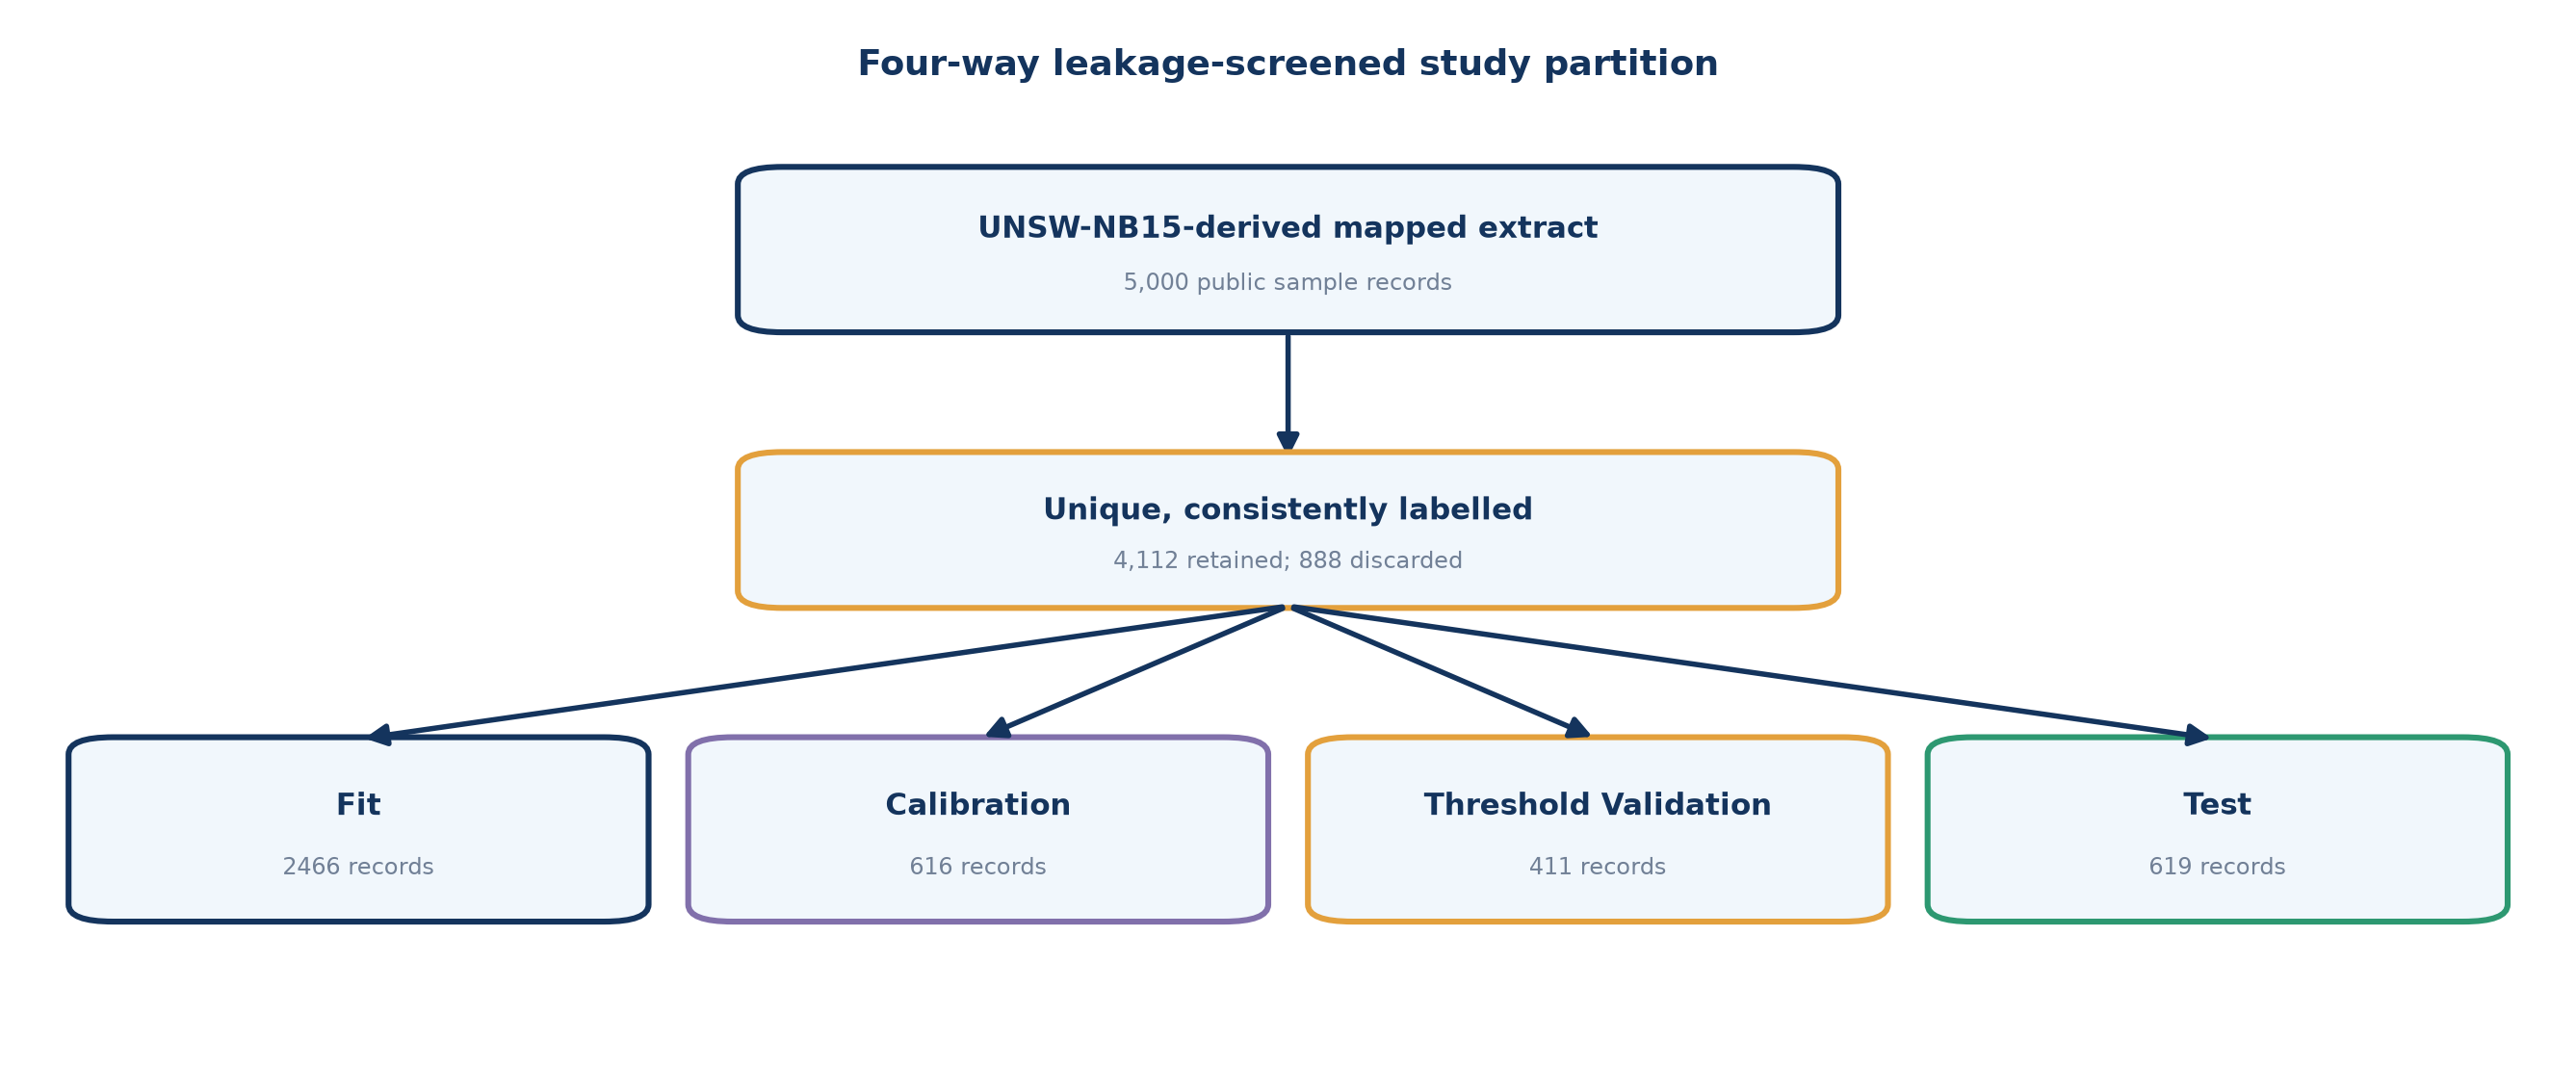 Four-way leakage-screened study partition
UNSW-NB15-derived mapped extract
5,000 public sample records
Unique, consistently labelled
4,112 retained; 888 discarded
Fit
2466 records
Calibration
616 records
Threshold Validation
411 records
Test
619 records